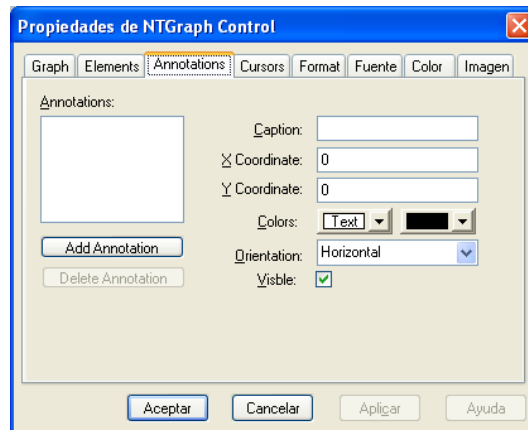 Propiedades de NTGraph Control
Graph Elements Annotations Cursors Format Fuente Color Imagen
Annotations:
Caption:
X Coordinate: 0
Y Coordinate: 0
Colors: Text
Add Annotation
Orientation: Horizontal
Delete Annotation
Visble:
Aceptar Cancelar Aplicar Ayuda